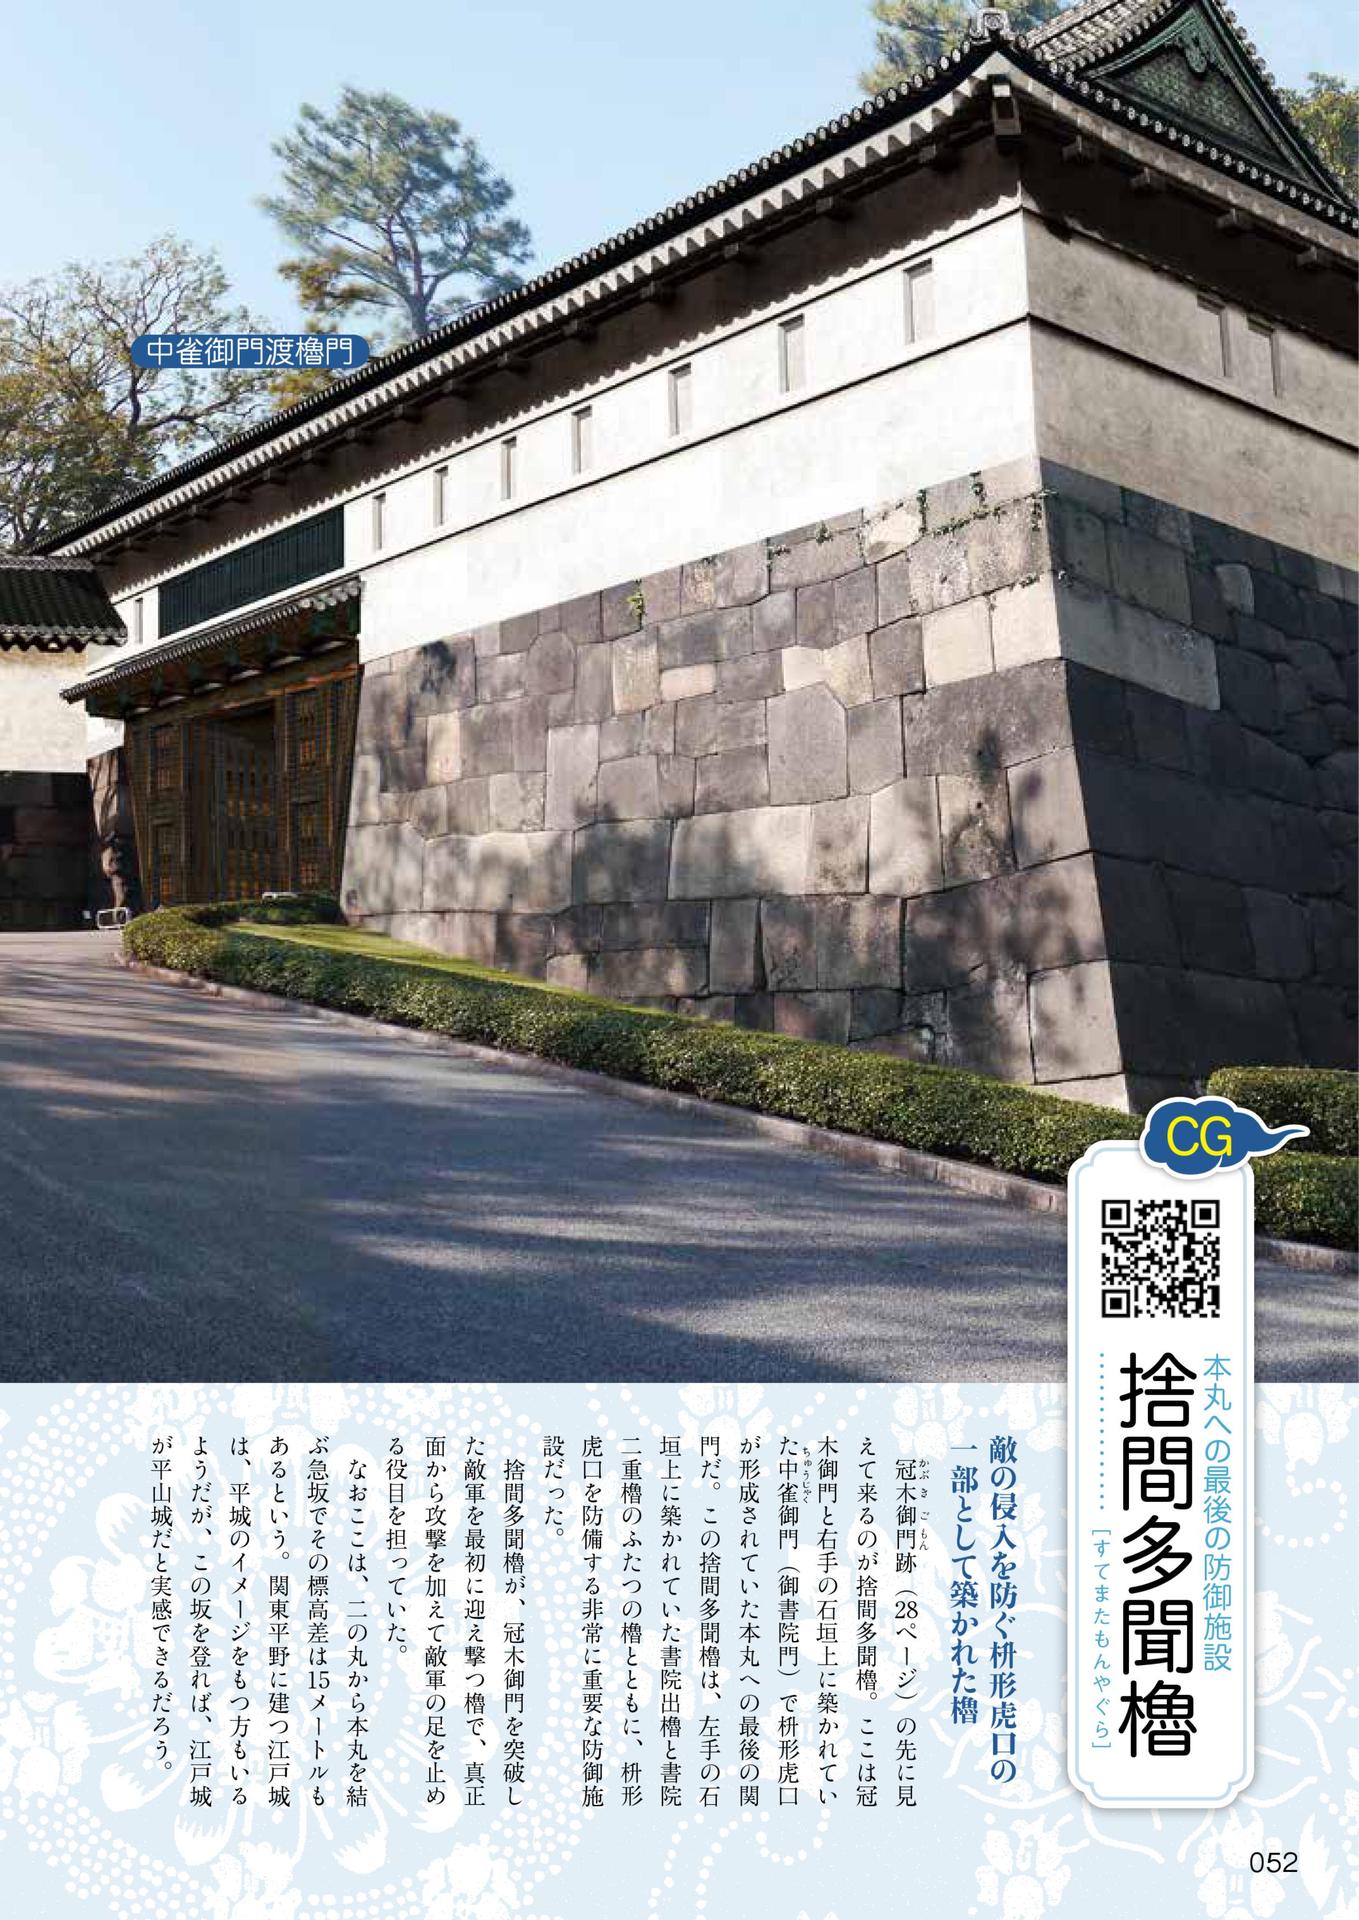 中雀御門渡櫓門
CG
本丸への最後の防御施設
捨間多聞櫓
［すてまたもんやぐら］
敵の侵入を防ぐ枡形虎口の
一部として築かれた櫓
冠木御門跡（28ページ）の先に見
かぶきごもん
えて来るのが捨間多聞櫓。ここは冠
木御門と右手の石垣上に築かれてい
た中雀御門（御書院門）で枡形虎口
ちゅうじゃく
が形成されていた本丸への最後の関
門だ。この捨間多聞櫓は、左手の石
垣上に築かれていた書院出櫓と書院
二重櫓のふたつの櫓とともに、枡形
虎口を防備する非常に重要な防御施
設だった。
捨間多聞櫓が、冠木御門を突破し
た敵軍を最初に迎え撃つ櫓で、真正
面から攻撃を加えて敵軍の足を止め
る役目を担っていた。
なおここは、二の丸から本丸を結
ぶ急坂でその標高差は15メートルも
あるという。関東平野に建つ江戸城
は、平城のイメージをもつ方もいる
ようだが、この坂を登れば、江戸城
が平山城だと実感できるだろう。
052